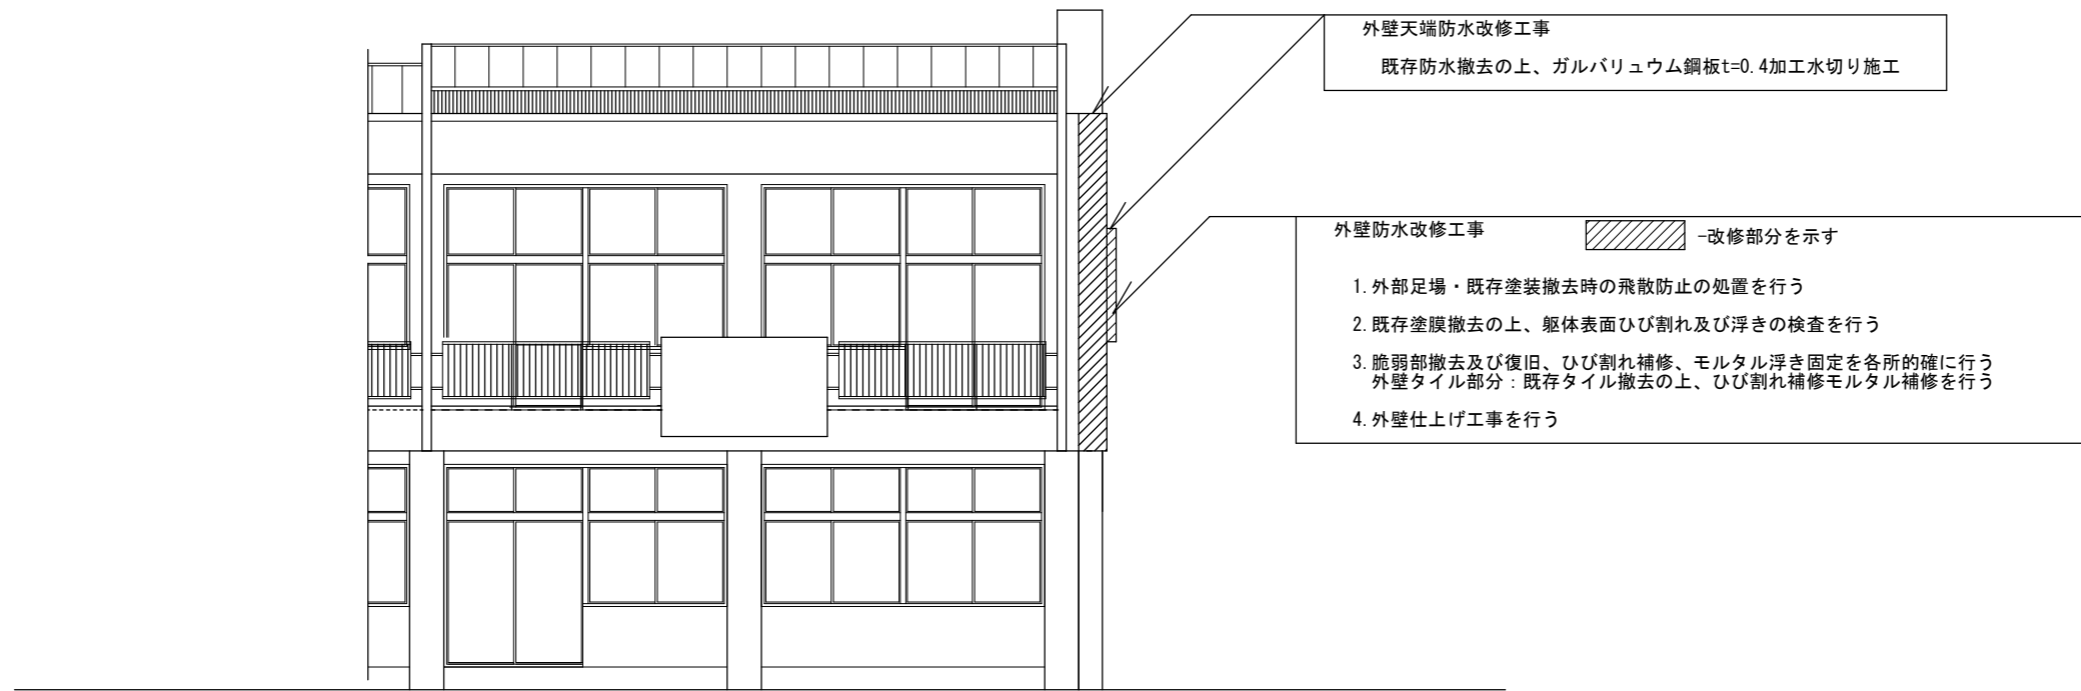 外壁天端防水改修工事
既存防水撤去の上、ガルバリュウム鋼板t=0.4加工水切り施工
外壁防水改修工事
-改修部分を示す
1.外部足場・既存塗装撤去時の飛散防止の処置を行う
2.既存塗膜撤去の上、躯体表面ひび割れ及び浮きの検査を行う
3.脆弱部撤去及び復旧、ひび割れ補修、モルタル浮き固定を各所的確に行う
外壁タイル部分：既存タイル撤去の上、ひび割れ補修モルタル補修を行う
4.外壁仕上げ工事を行う